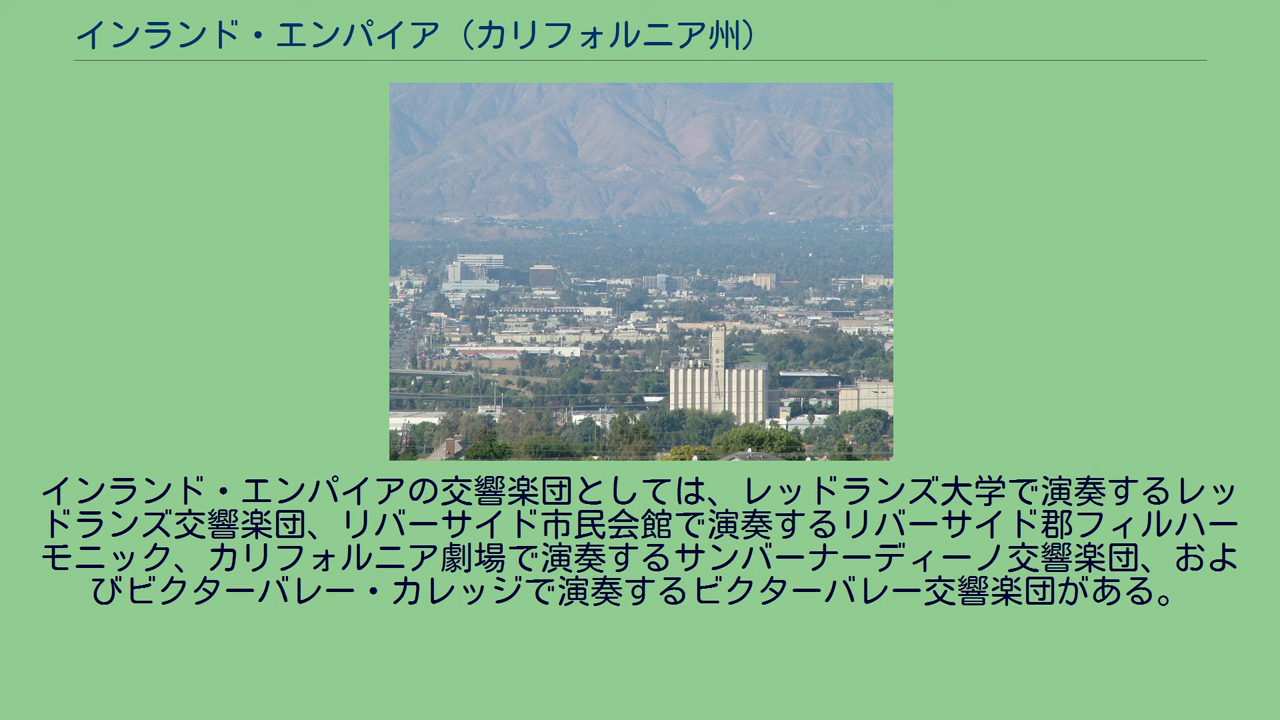 インランド・エンパイア（カリフォルニア州）
インランド・エンパイアの交響楽団としては、レッドランズ大学で演奏するレッ
ドランズ交響楽団、リバーサイド市民会館で演奏するリバーサイド郡フィルハー
モニック、カリフォルニア劇場で演奏するサンバーナーディーノ交響楽団、およ
びビクターバレー・カレッジで演奏するビクターバレー交響楽団がある。